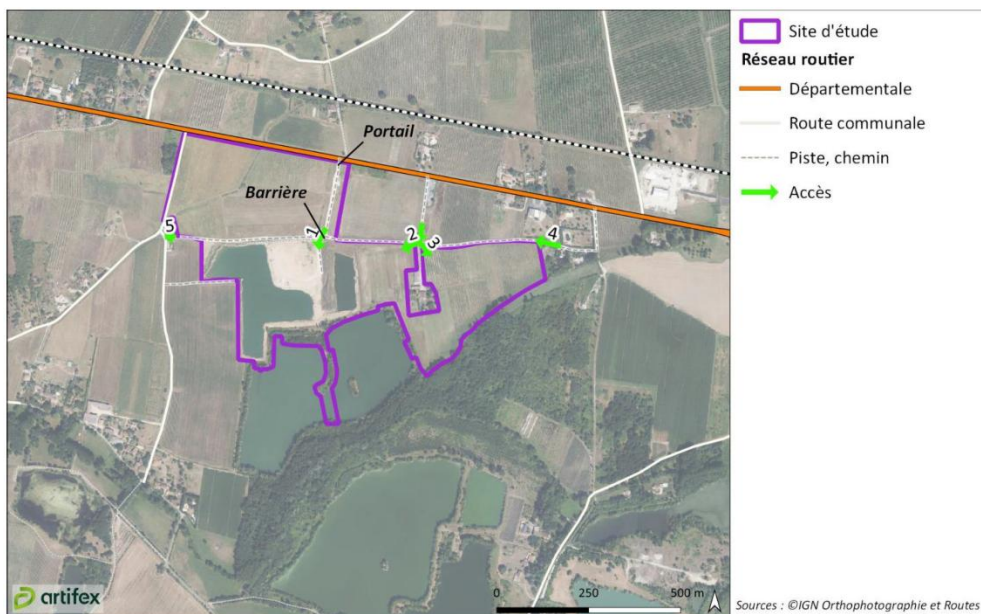 Site d'étude
Réseau routier
Départementale
Route communale
Piste, chemin
Accès
Portail
Barrière
5
1
2
3
4
artifex
0 250 500 m
Sources : ©IGN Orthophotographie et Routes